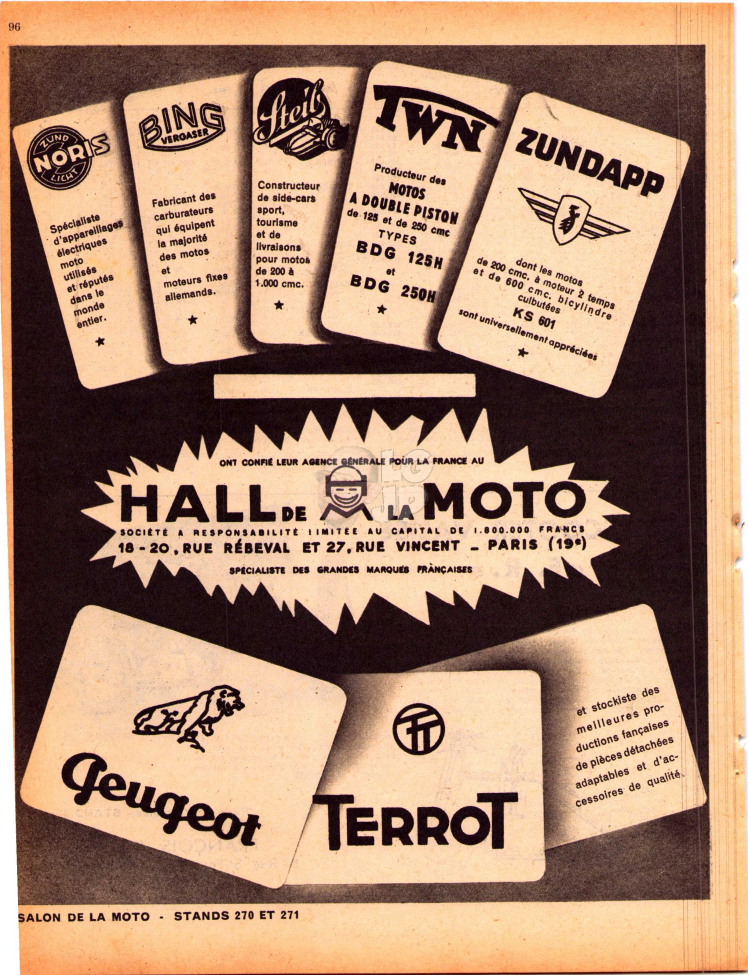 96
ZUND
NORIS
LICHT
Spécialiste
d'appareillages
électriques
moto
utilisés
et réputés
dans le
monde
entier.
BING
VERGASER
Fabricant des
carburateurs
qui équipent
la majorité
des motos
et
moteurs fixes
allemands.
Steib
Constructeur
de side-cars
sport,
tourisme
et de
livraisons
pour motos
de 200 à
1.000 cmc.
TWN
Producteur des
MOTOS
A DOUBLE PISTON
de 125 et de 250 cmc
TYPES
BDG 125H
et
BDG 250H
ZUNDAPP
dont les motos
de 200 cmc. à moteur 2 temps
et de 600 cmc. bicylindre
culbutées
KS 601
sont universellement appréciées
ONT CONFIÉ LEUR AGENCE GÉNÉRALE POUR LA FRANCE AU
HALL DE LA MOTO
SOCIÉTÉ A RESPONSABILITÉ LIMITÉE AU CAPITAL DE 1.800.000 FRANCS
18 - 20, RUE RÉBEVAL ET 27, RUE VINCENT - PARIS (19e)
SPÉCIALISTE DES GRANDES MARQUES FRANÇAISES
Peugeot
TERROT
et stockiste des
meilleures pro-
ductions fançaises
de pièces détachées
adaptables et d'ac-
cessoires de qualité.
SALON DE LA MOTO - STANDS 270 ET 271